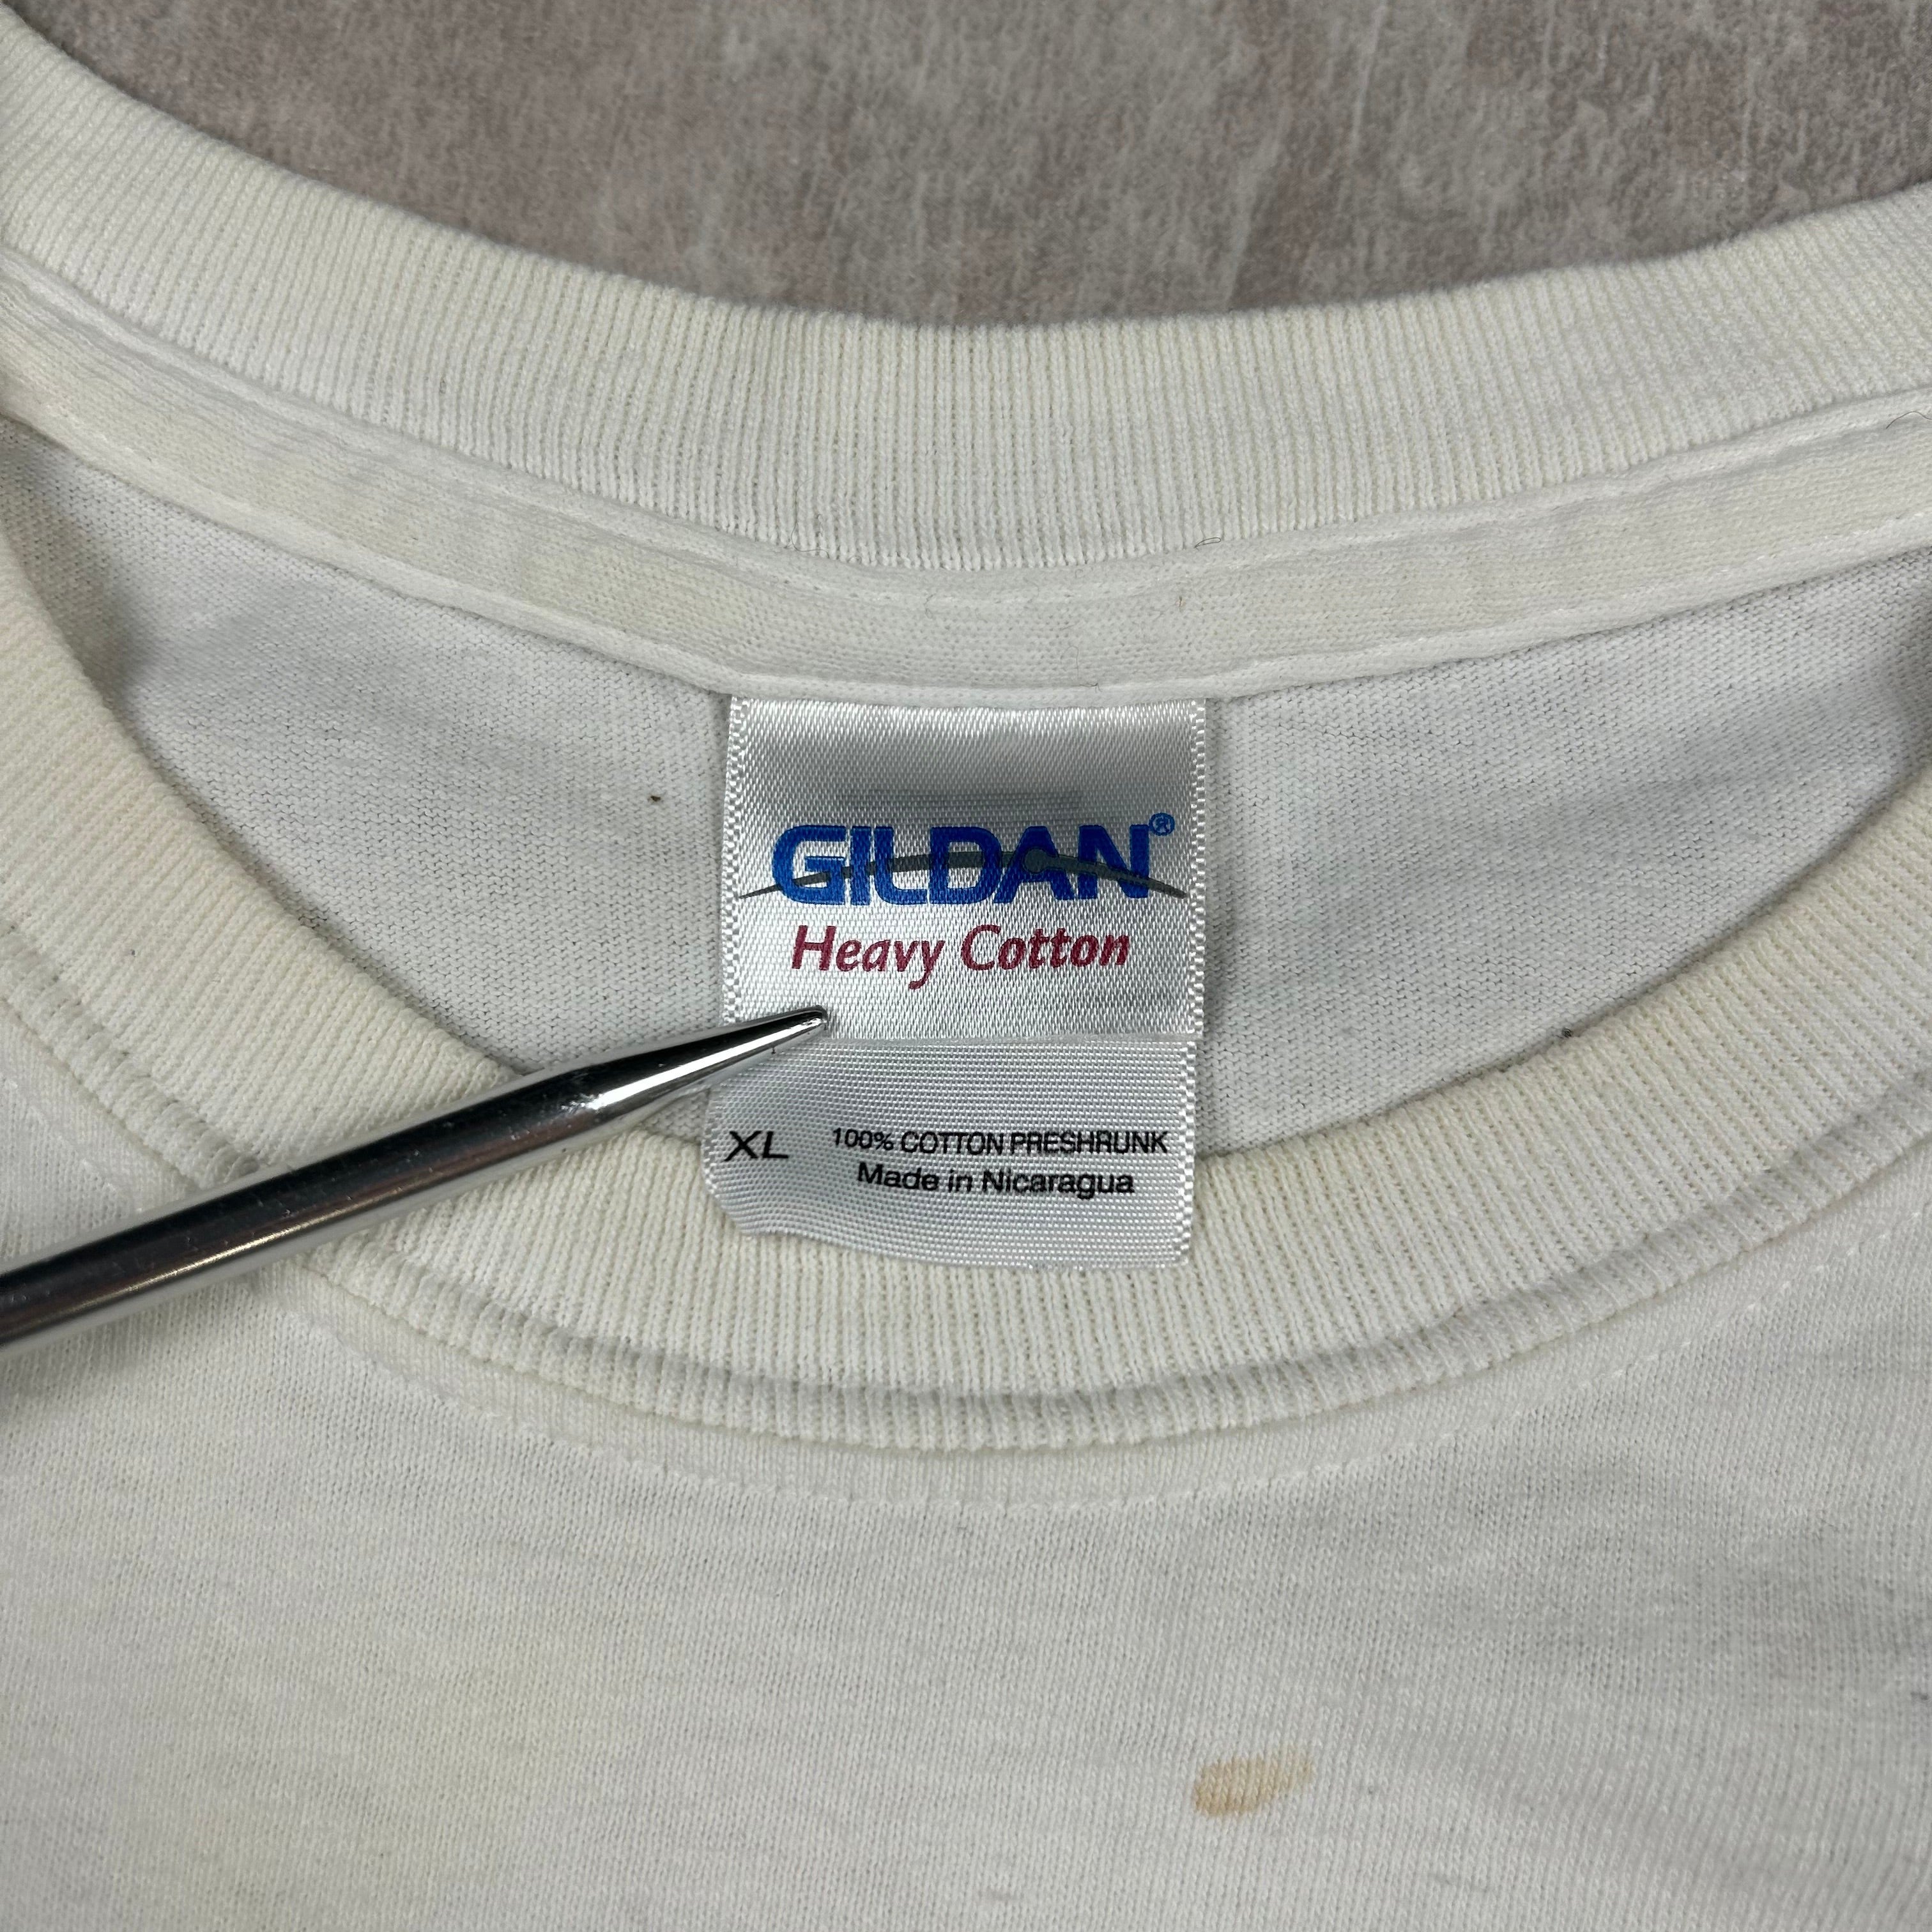 GILDAN®
Heavy Cotton
XL 100% COTTON PRESHRUNK
Made in Nicaragua